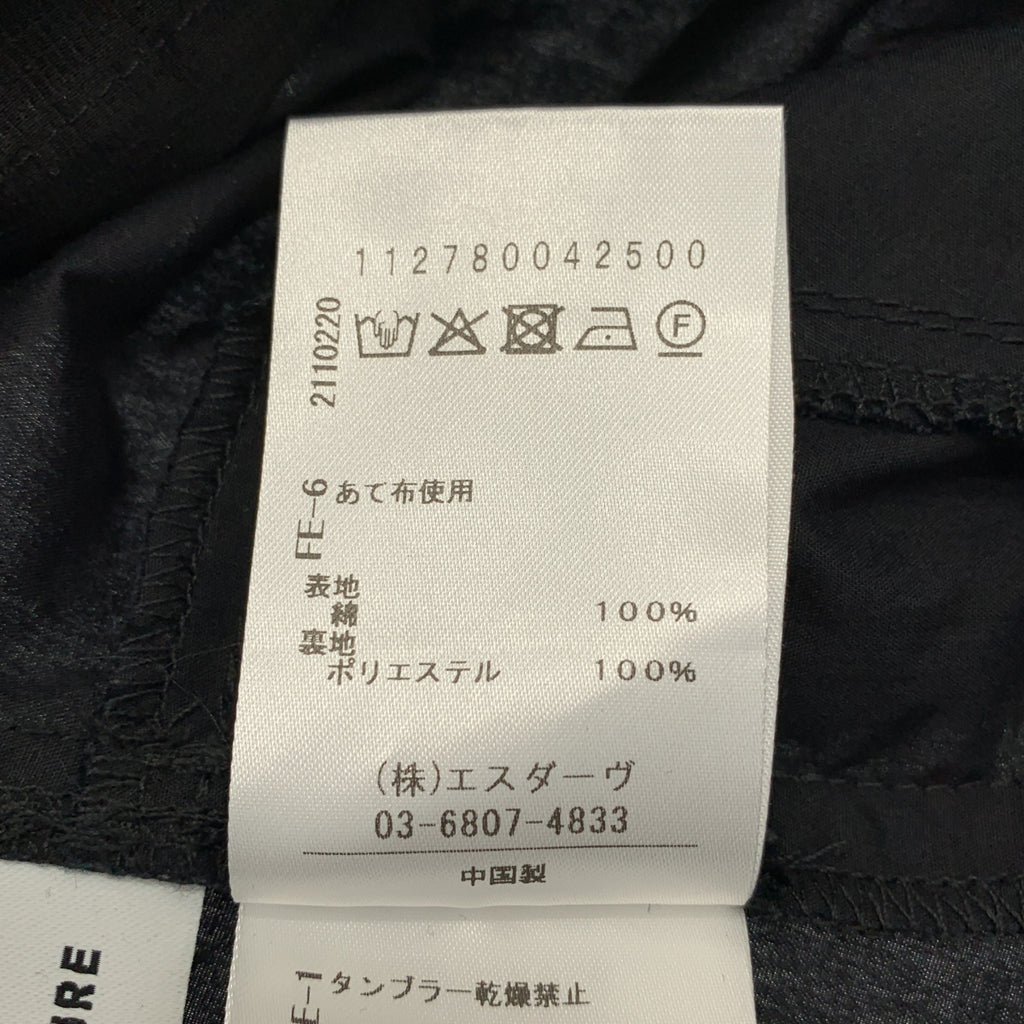 112780042500
2110220
F
FE-6
あて布使用
表地
綿 100%
裏地
ポリエステル 100%
(株)エスダーヴ
03-6807-4833
中国製
タンブラー乾燥禁止